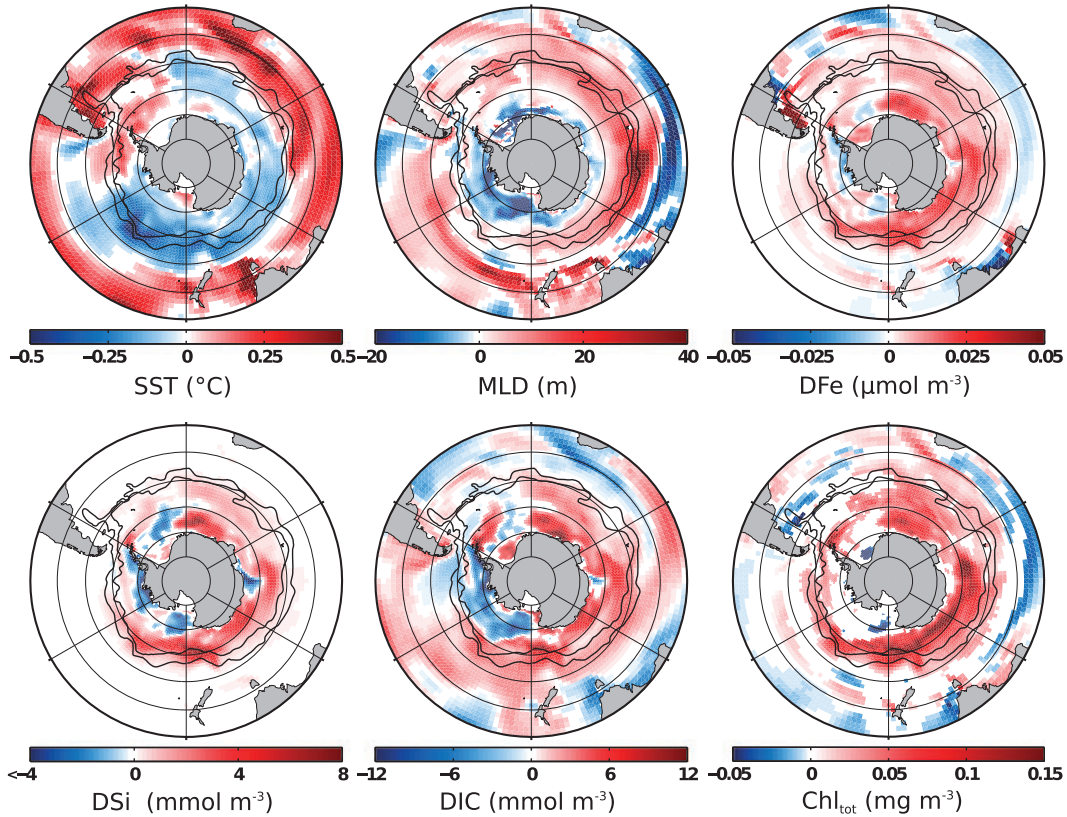 −0.5 −0.25 0 0.25 0.5
SST (°C)
−20 0 20 40
MLD (m)
−0.05 −0.025 0 0.025 0.05
DFe (µmol m⁻³)
<−4 0 4 8
DSi (mmol m⁻³)
−12 −6 0 6 12
DIC (mmol m⁻³)
−0.05 0 0.05 0.1 0.15
Chltot (mg m⁻³)